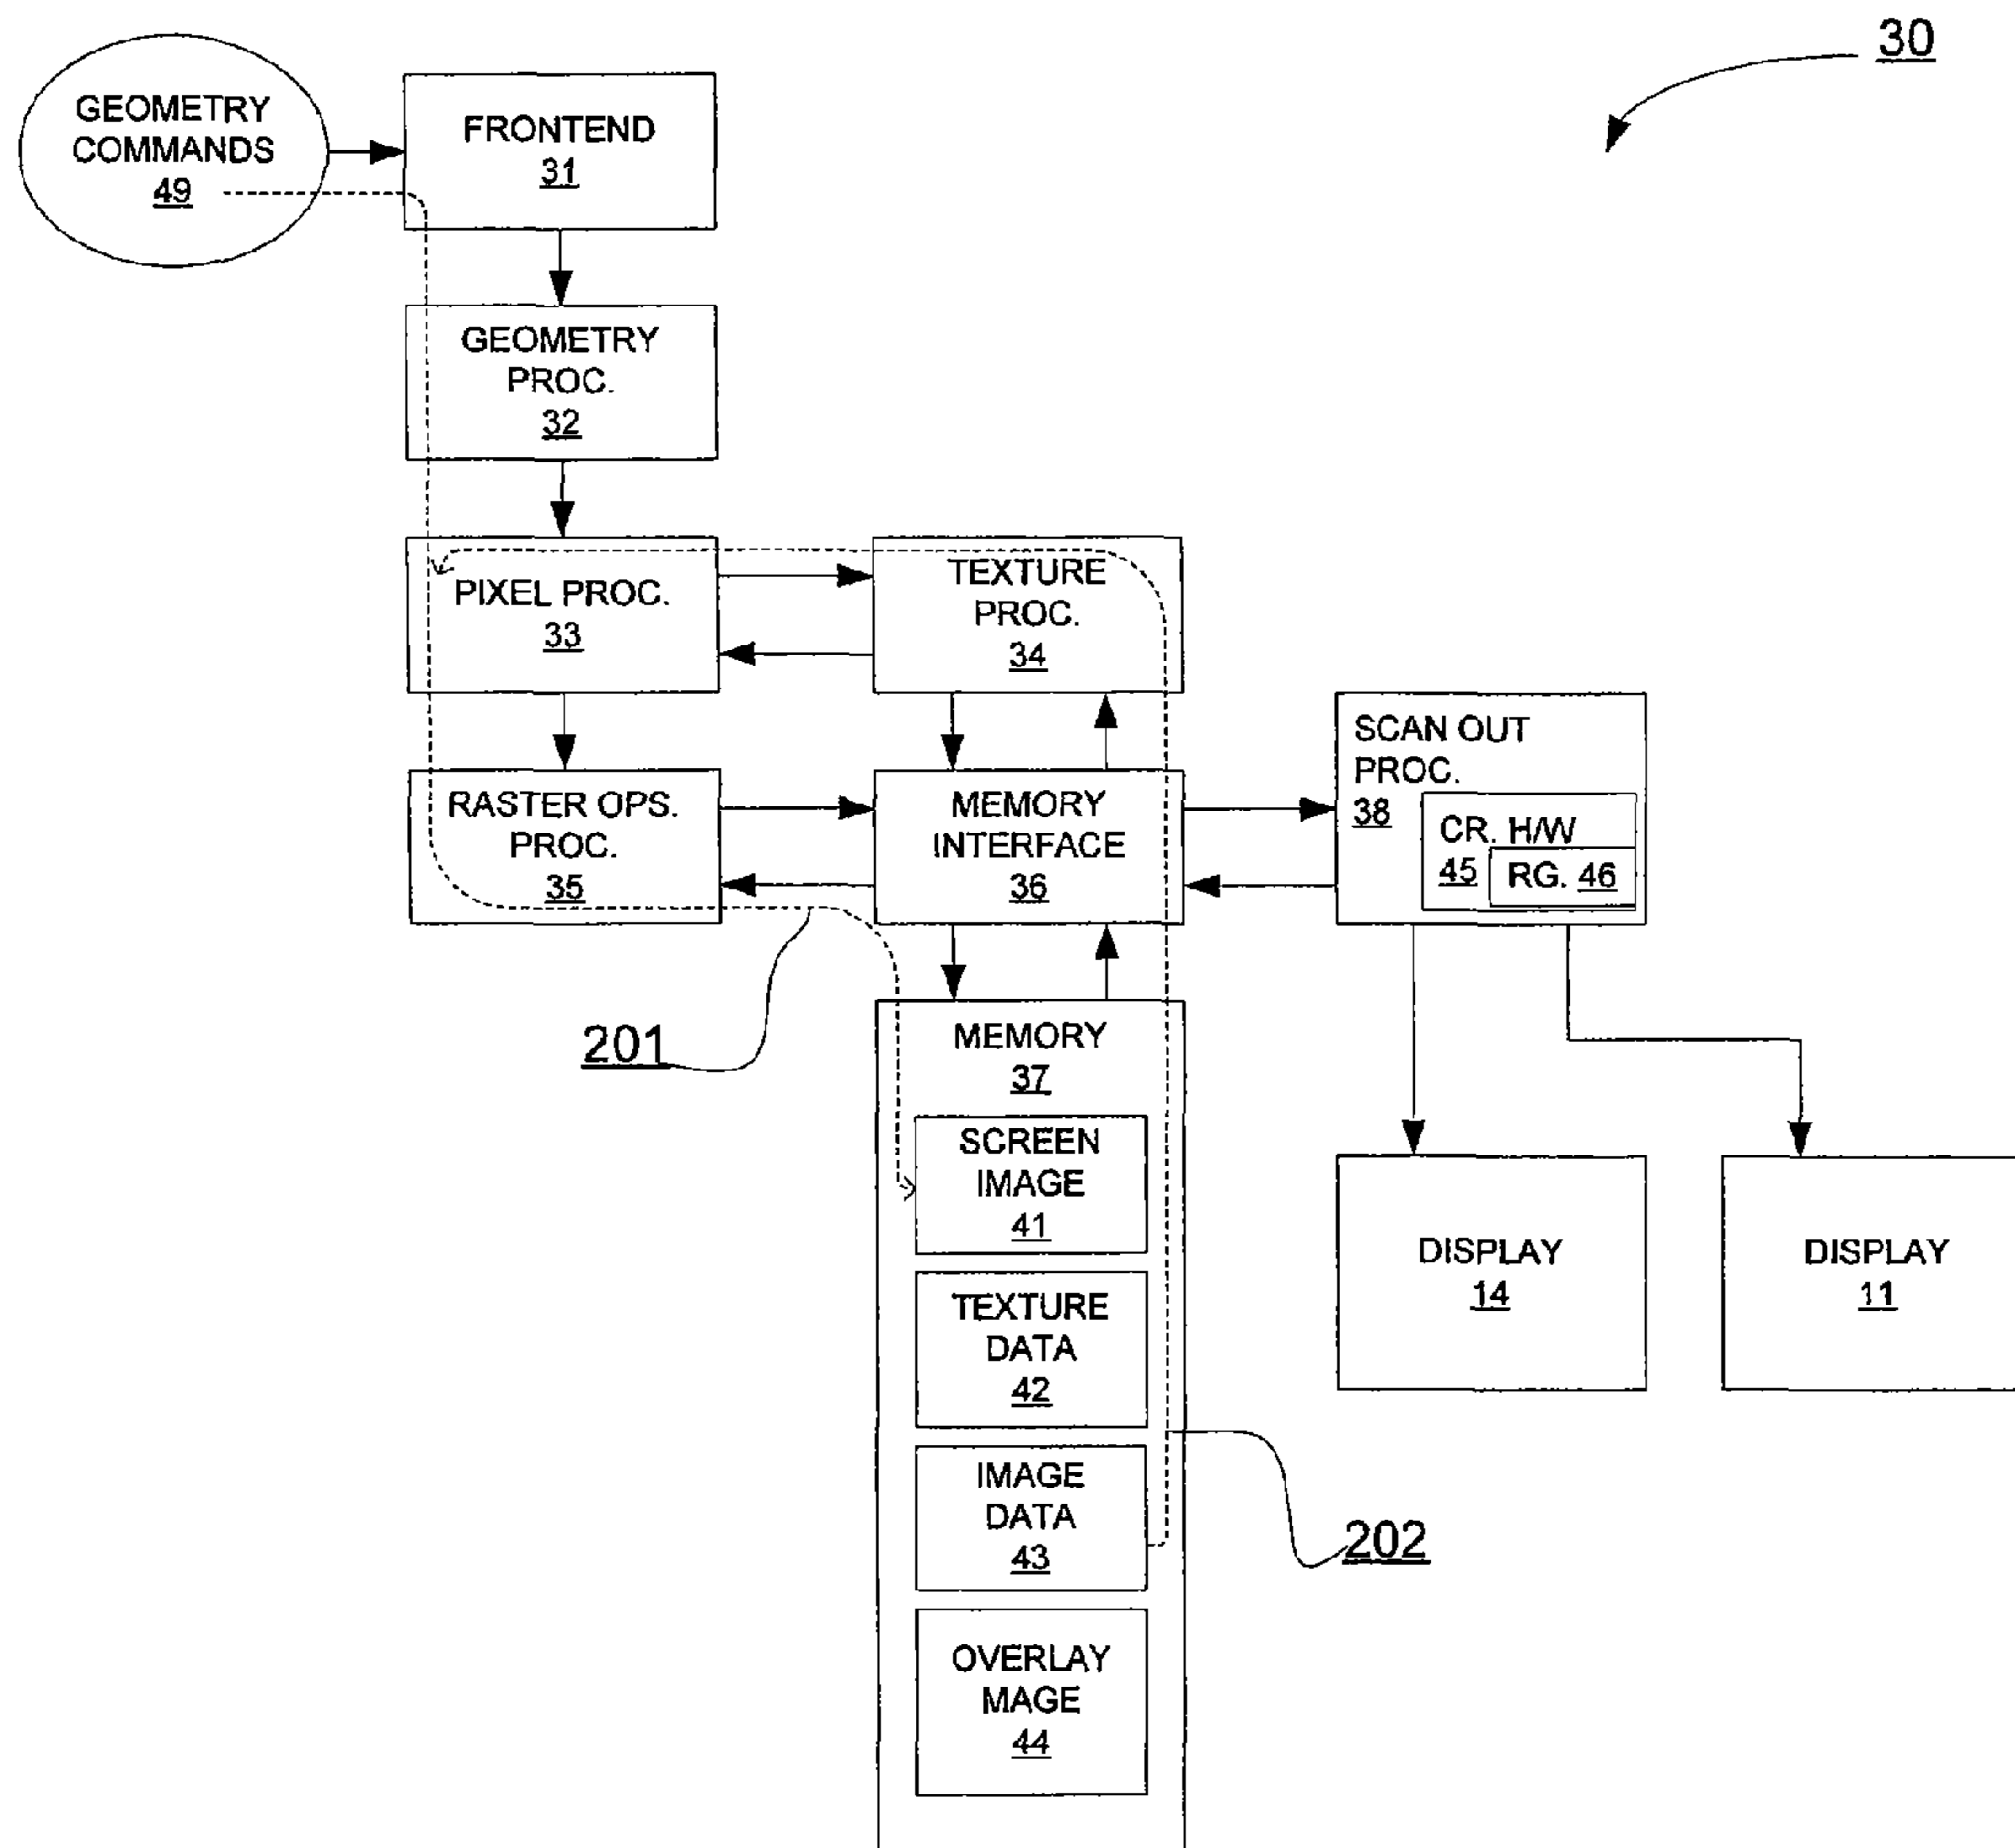 30
GEOMETRY
COMMANDS
49
FRONTEND
31
GEOMETRY
PROC.
32
PIXEL PROC.
33
TEXTURE
PROC.
34
RASTER OPS.
PROC.
35
MEMORY
INTERFACE
36
SCAN OUT
PROC.
38
CR. H/W
45
RG. 46
201
MEMORY
37
SCREEN
IMAGE
41
TEXTURE
DATA
42
IMAGE
DATA
43
OVERLAY
MAGE
44
202
DISPLAY
14
DISPLAY
11